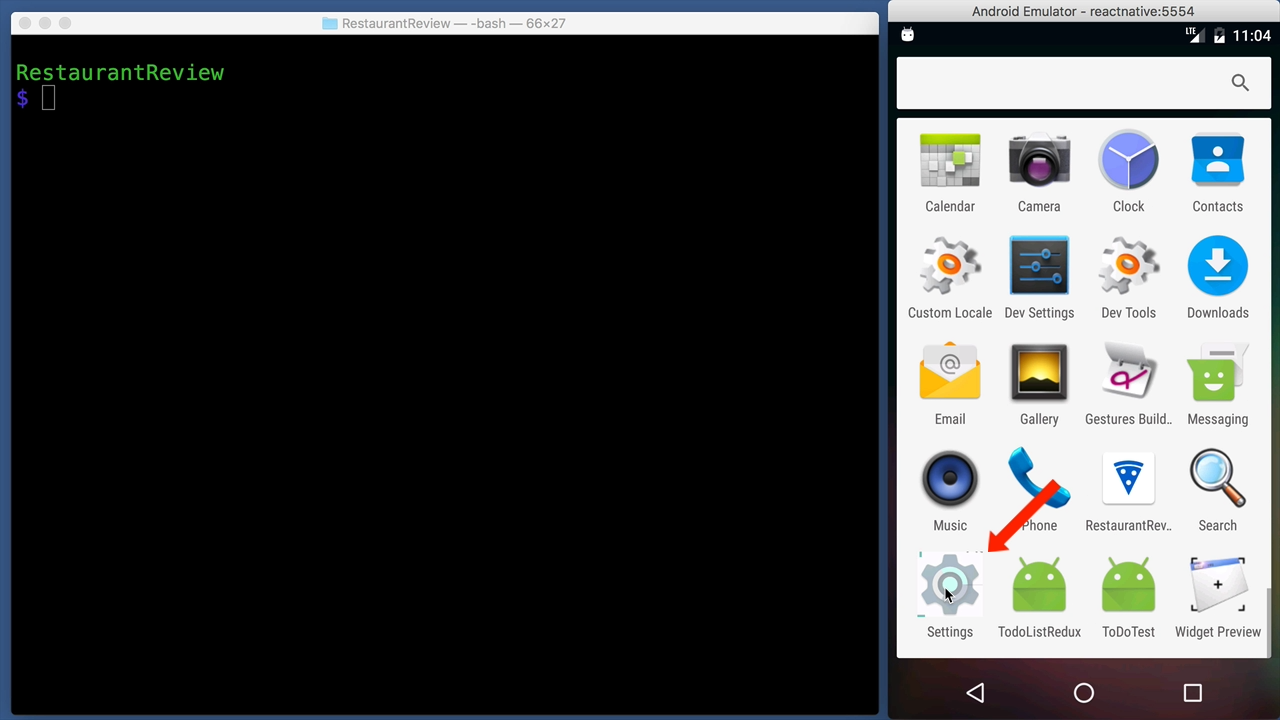 RestaurantReview — -bash — 66×27
RestaurantReview
$
Android Emulator - reactnative:5554
LTE 11:04
Calendar Camera Clock Contacts
Custom Locale Dev Settings Dev Tools Downloads
@
Email Gallery Gestures Build.. Messaging
Music Phone RestaurantRev.. Search
Settings TodoListRedux ToDoTest Widget Preview